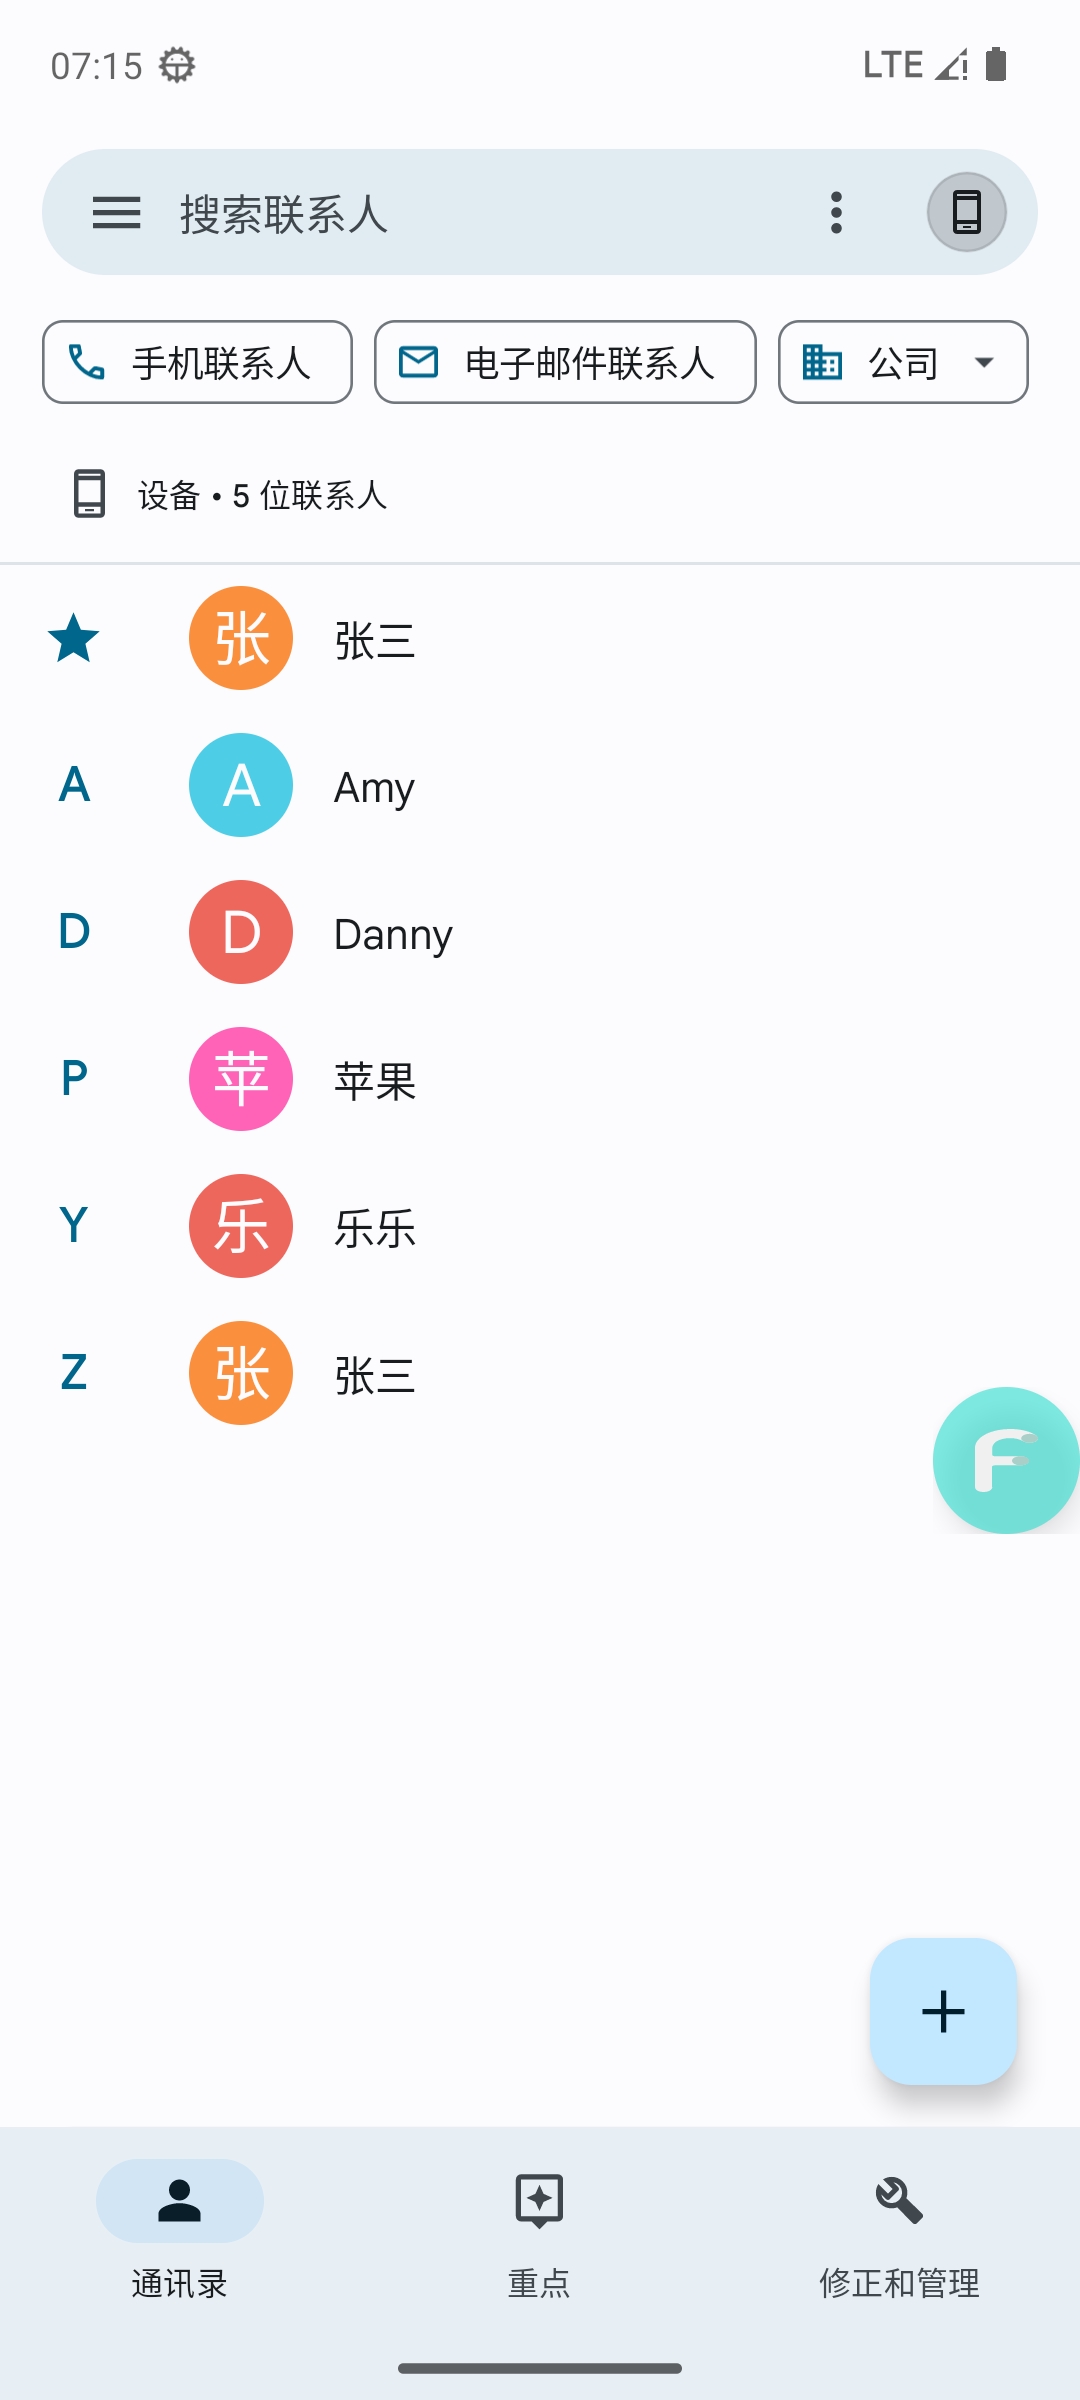 07:15 LTE
搜索联系人
手机联系人 电子邮件联系人 公司
设备 • 5 位联系人
张 张三
A A Amy
D D Danny
P 苹 苹果
Y 乐 乐乐
Z 张 张三
F
通讯录 重点 修正和管理